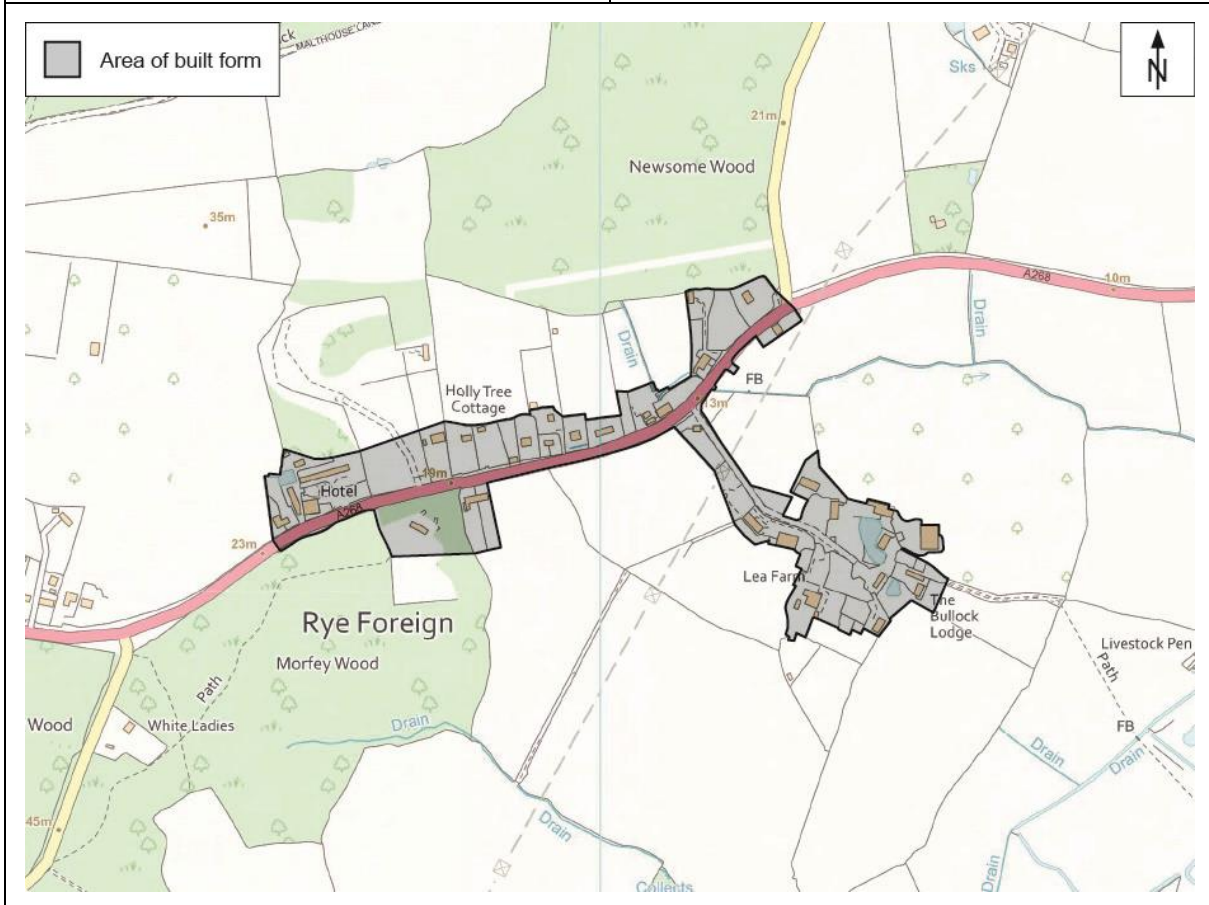 Area of built form
ck
MALTHOUSE LANE
N
Sks
21m
Newsome Wood
35m
A268
10m
Drain
Drain
FB
Holly Tree
Cottage
13m
19m
Hotel
A268
23m
Lea Farm
The
Bullock
Lodge
Rye Foreign
Morfey Wood
Livestock Pen
Path
Path
Wood
White Ladies
Drain
FB
Drain
Drain
45m
Drain
Drain
Collects